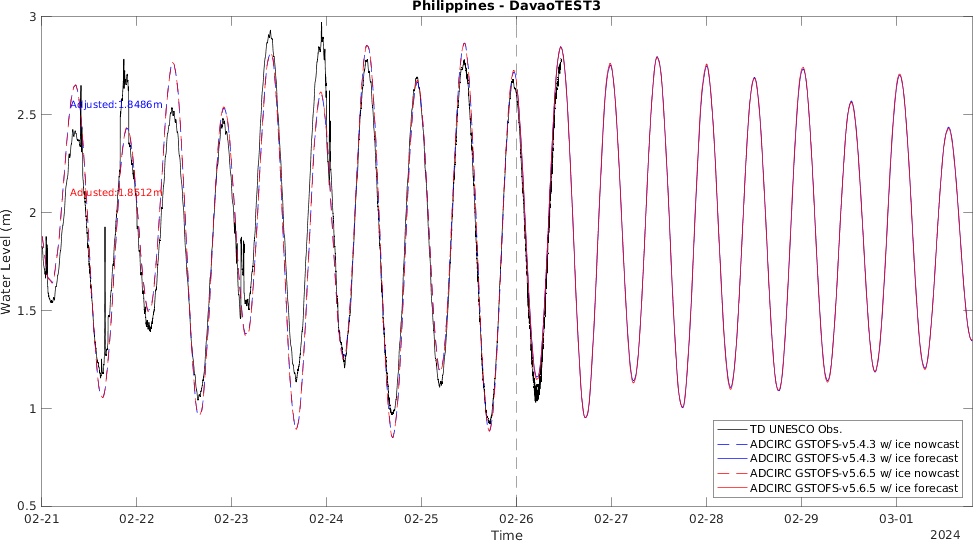 Philippines - DavaoTEST3
3
2.5
2
1.5
1
0.5
Water Level (m)
Adjusted:1.8486m
Adjusted:1.8512m
TD UNESCO Obs.
ADCIRC GSTOFS-v5.4.3 w/ ice nowcast
ADCIRC GSTOFS-v5.4.3 w/ ice forecast
ADCIRC GSTOFS-v5.6.5 w/ ice nowcast
ADCIRC GSTOFS-v5.6.5 w/ ice forecast
02-21 02-22 02-23 02-24 02-25 02-26 02-27 02-28 02-29 03-01
Time
2024